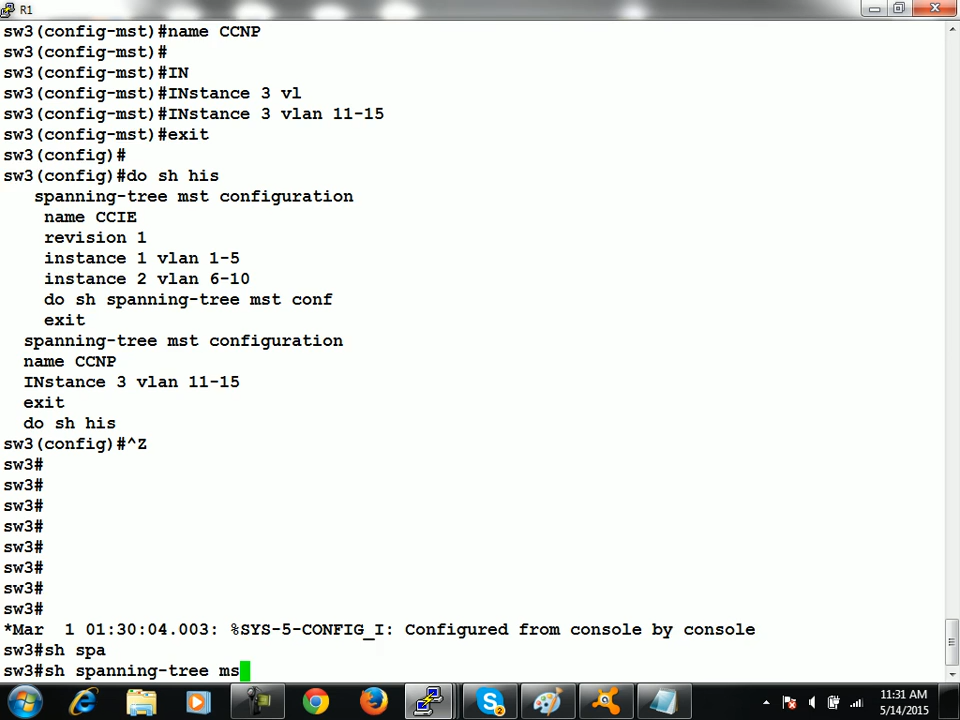 R1
sw3(config-mst)#name CCNP
sw3(config-mst)#
sw3(config-mst)#IN
sw3(config-mst)#INstance 3 vl
sw3(config-mst)#INstance 3 vlan 11-15
sw3(config-mst)#exit
sw3(config)#
sw3(config)#do sh his
spanning-tree mst configuration
name CCIE
revision 1
instance 1 vlan 1-5
instance 2 vlan 6-10
do sh spanning-tree mst conf
exit
spanning-tree mst configuration
name CCNP
INstance 3 vlan 11-15
exit
do sh his
sw3(config)#^Z
sw3#
sw3#
sw3#
sw3#
sw3#
sw3#
sw3#
sw3#
*Mar  1 01:30:04.003: %SYS-5-CONFIG_I: Configured from console by console
sw3#sh spa
sw3#sh spanning-tree ms
2
11:31 AM
5/14/2015